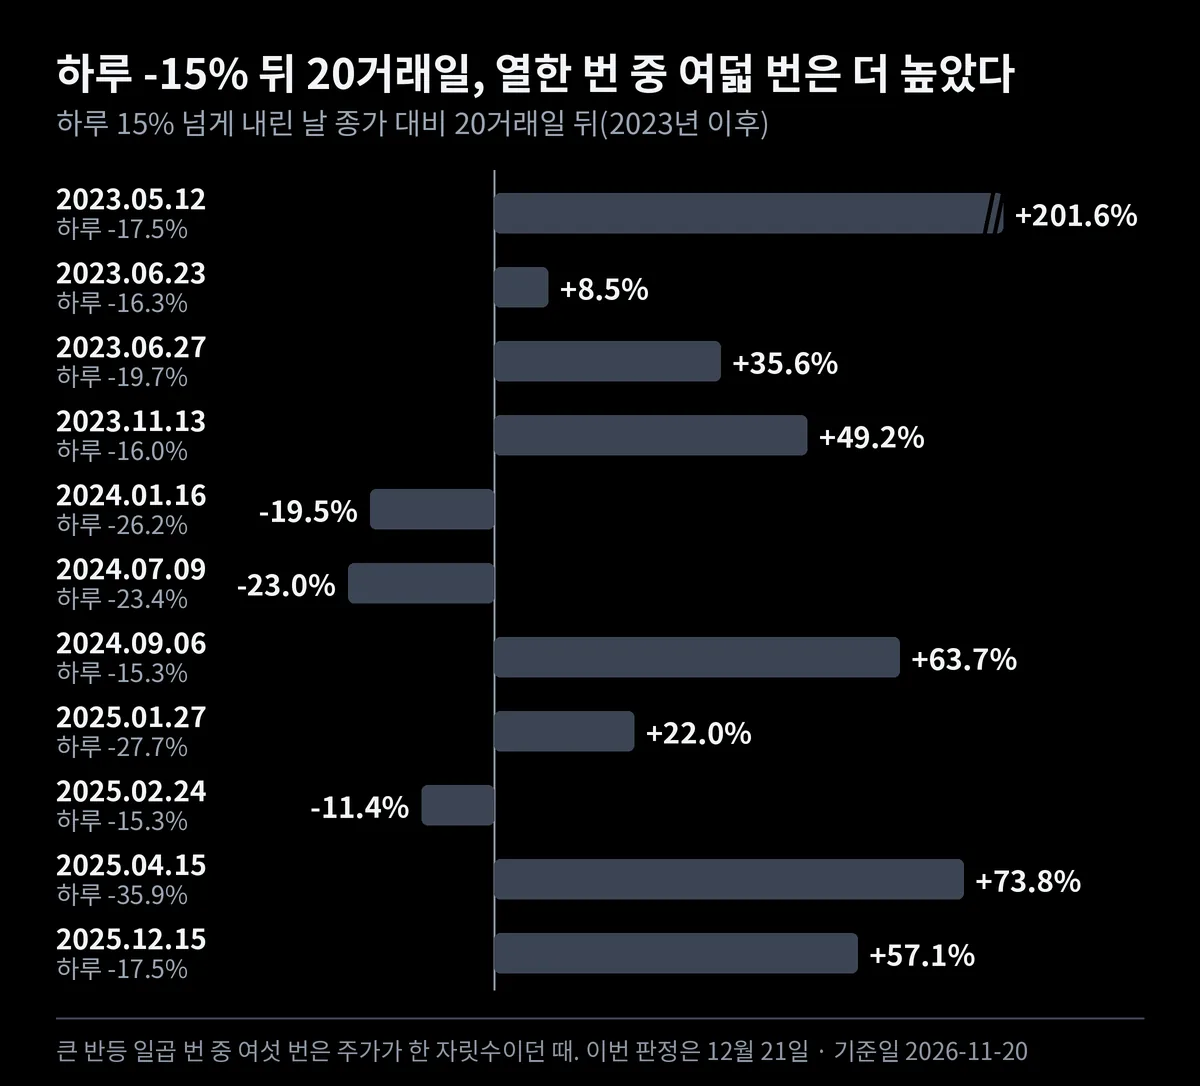 하루 -15% 뒤 20거래일, 열한 번 중 여덟 번은 더 높았다
하루 15% 넘게 내린 날 종가 대비 20거래일 뒤(2023년 이후)
2023.05.12
하루 -17.5%
+201.6%
2023.06.23
하루 -16.3%
+8.5%
2023.06.27
하루 -19.7%
+35.6%
2023.11.13
하루 -16.0%
+49.2%
2024.01.16
하루 -26.2%
-19.5%
2024.07.09
하루 -23.4%
-23.0%
2024.09.06
하루 -15.3%
+63.7%
2025.01.27
하루 -27.7%
+22.0%
2025.02.24
하루 -15.3%
-11.4%
2025.04.15
하루 -35.9%
+73.8%
2025.12.15
하루 -17.5%
+57.1%
큰 반등 일곱 번 중 여섯 번은 주가가 한 자릿수이던 때. 이번 판정은 12월 21일 · 기준일 2026-11-20